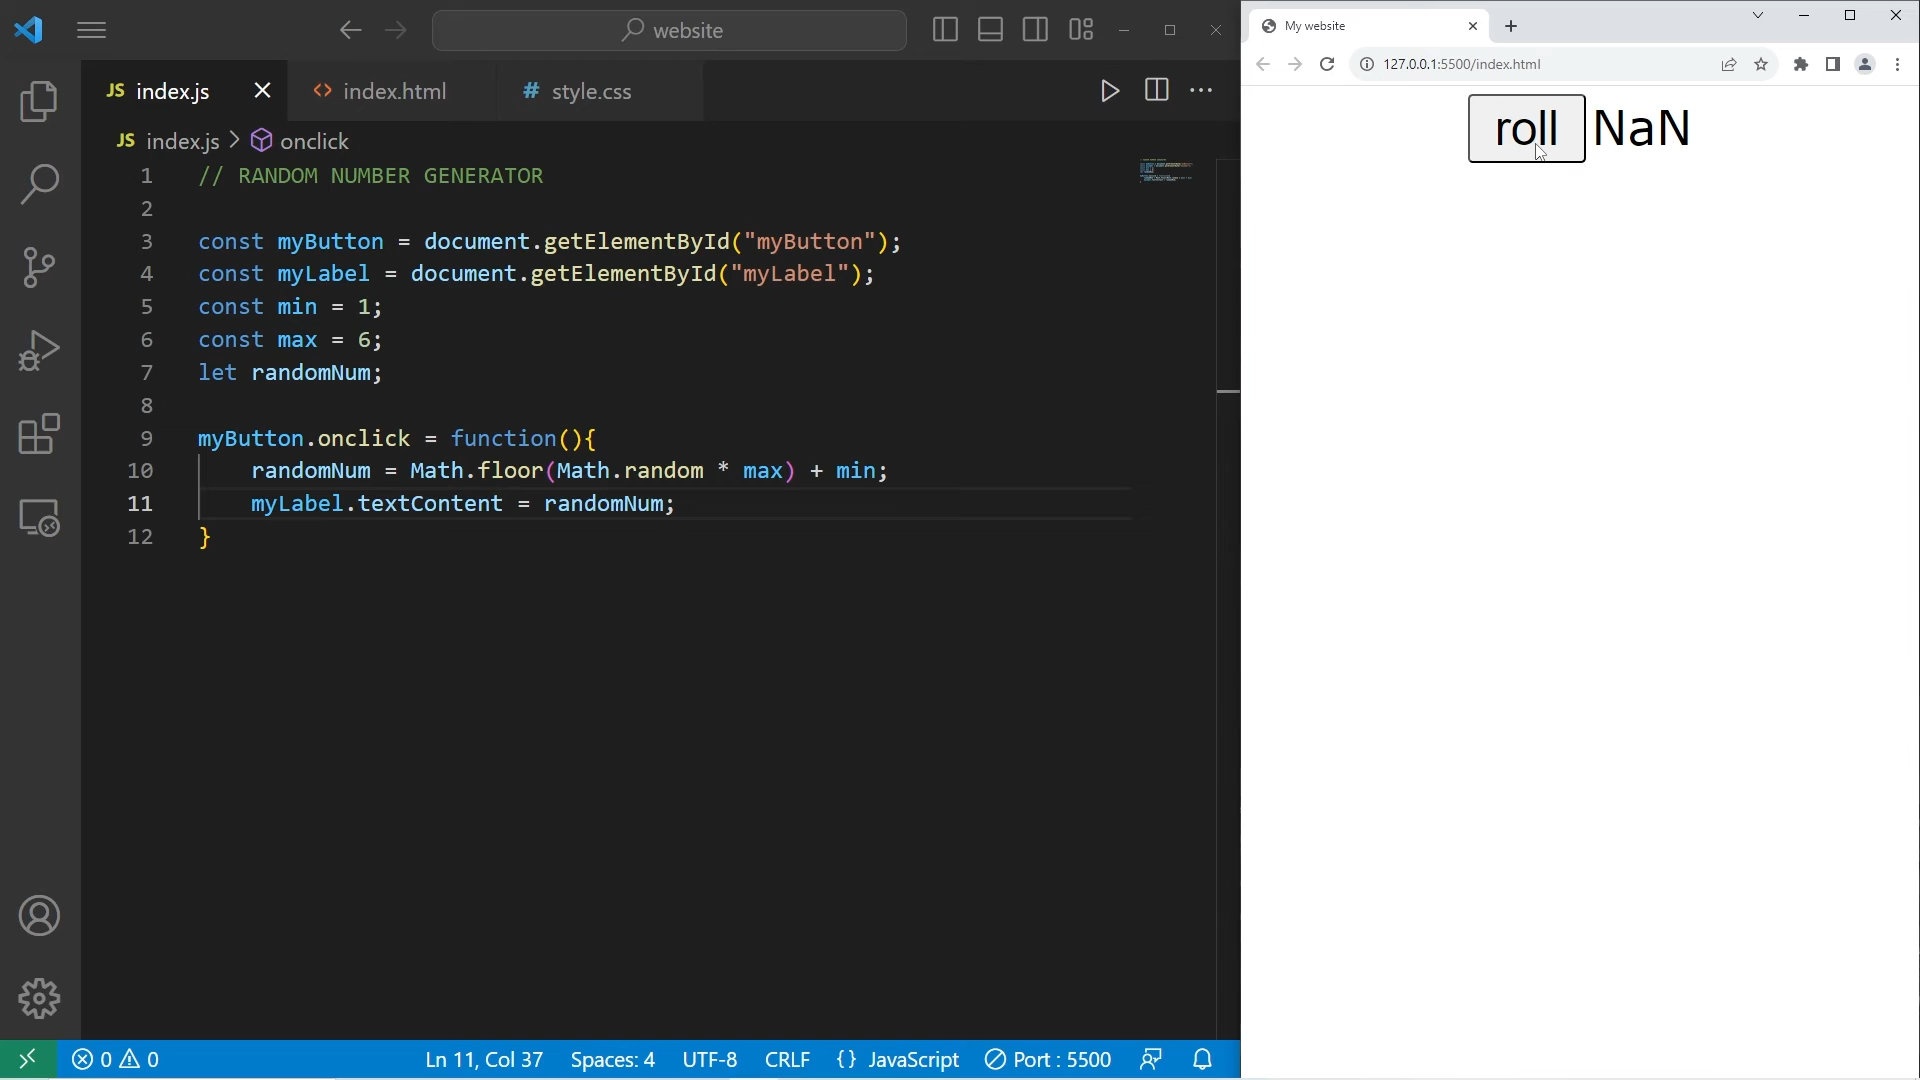 website
JS index.js
<> index.html
# style.css
JS index.js > onclick
1 // RANDOM NUMBER GENERATOR
2
3 const myButton = document.getElementById("myButton");
4 const myLabel = document.getElementById("myLabel");
5 const min = 1;
6 const max = 6;
7 let randomNum;
8
9 myButton.onclick = function(){
10 randomNum = Math.floor(Math.random * max) + min;
11 myLabel.textContent = randomNum;
12 }
0 0
Ln 11, Col 37
Spaces: 4
UTF-8
CRLF
{} JavaScript
Port : 5500
My website
127.0.0.1:5500/index.html
roll NaN